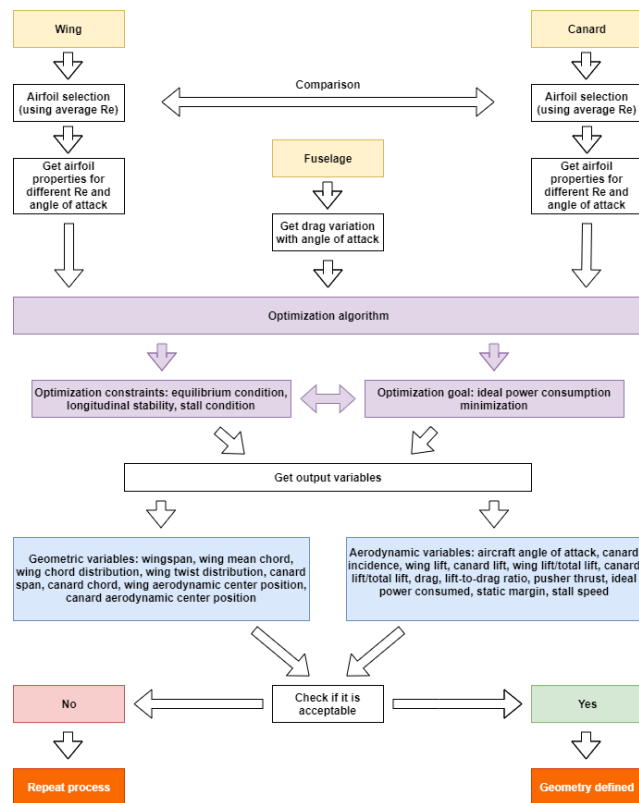 Wing
Canard
Comparison
Airfoil selection
(using average Re)
Airfoil selection
(using average Re)
Fuselage
Get airfoil
properties for
different Re and
angle of attack
Get airfoil
properties for
different Re and
angle of attack
Get drag variation
with angle of attack
Optimization algorithm
Optimization constraints: equilibrium condition,
longitudinal stability, stall condition
Optimization goal: ideal power consumption
minimization
Get output variables
Geometric variables: wingspan, wing mean chord,
wing chord distribution, wing twist distribution, canard
span, canard chord, wing aerodynamic center position,
canard aerodynamic center position
Aerodynamic variables: aircraft angle of attack, canard
incidence, wing lift, canard lift, wing lift/total lift, canard
lift/total lift, drag, lift-to-drag ratio, pusher thrust, ideal
power consumed, static margin, stall speed
No
Check if it is
acceptable
Yes
Repeat process
Geometry defined